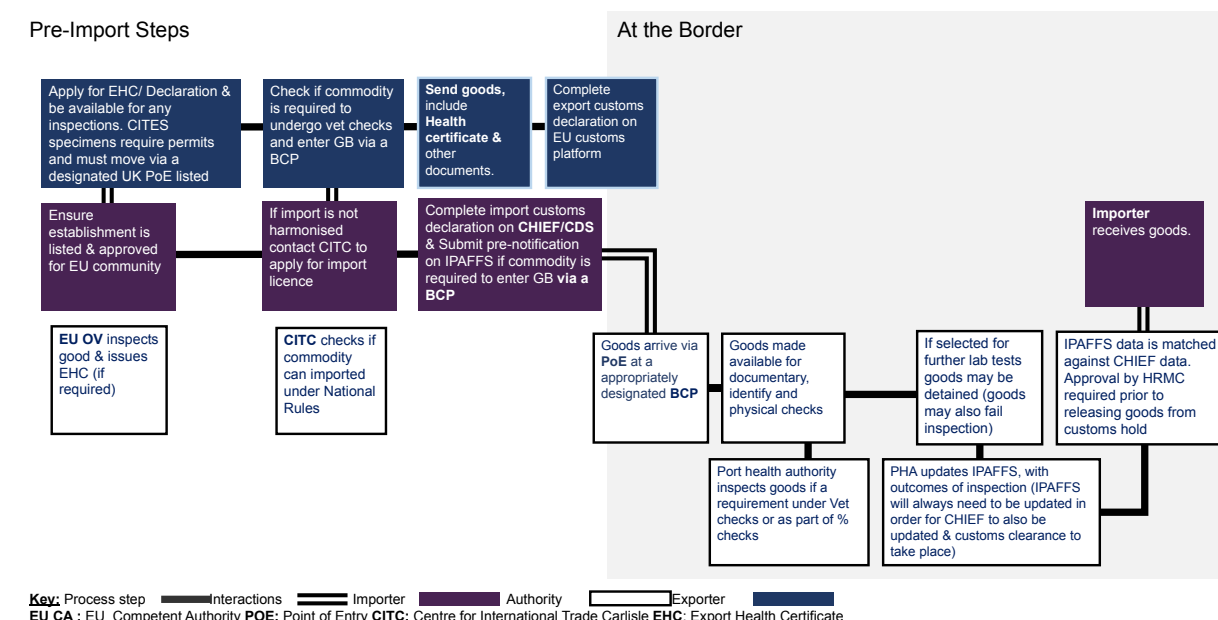 Pre-Import Steps
At the Border
Apply for EHC/ Declaration &
be available for any
inspections. CITES
specimens require permits
and must move via a
designated UK PoE listed
Check if commodity
is required to
undergo vet checks
and enter GB via a
BCP
Send goods,
include
Health
certificate &
other
documents.
Complete
export customs
declaration on
EU customs
platform
Ensure
establishment is
listed & approved
for EU community
If import is not
harmonised
contact CITC to
apply for import
licence
Complete import customs
declaration on CHIEF/CDS
& Submit pre-notification
on IPAFFS if commodity is
required to enter GB via a
BCP
Importer
receives goods.
EU OV inspects
good & issues
EHC (if
required)
CITC checks if
commodity
can imported
under National
Rules
Goods arrive via
PoE at a
appropriately
designated BCP
Goods made
available for
documentary,
identify and
physical checks
If selected for
further lab tests
goods may be
detained (goods
may also fail
inspection)
IPAFFS data is matched
against CHIEF data.
Approval by HRMC
required prior to
releasing goods from
customs hold
Port health authority
inspects goods if a
requirement under Vet
checks or as part of %
checks
PHA updates IPAFFS, with
outcomes of inspection (IPAFFS
will always need to be updated in
order for CHIEF to also be
updated & customs clearance to
take place)
Key: Process step Interactions Importer Authority Exporter
EU CA : EU Competent Authority POE: Point of Entry CITC: Centre for International Trade Carlisle EHC: Export Health Certificate